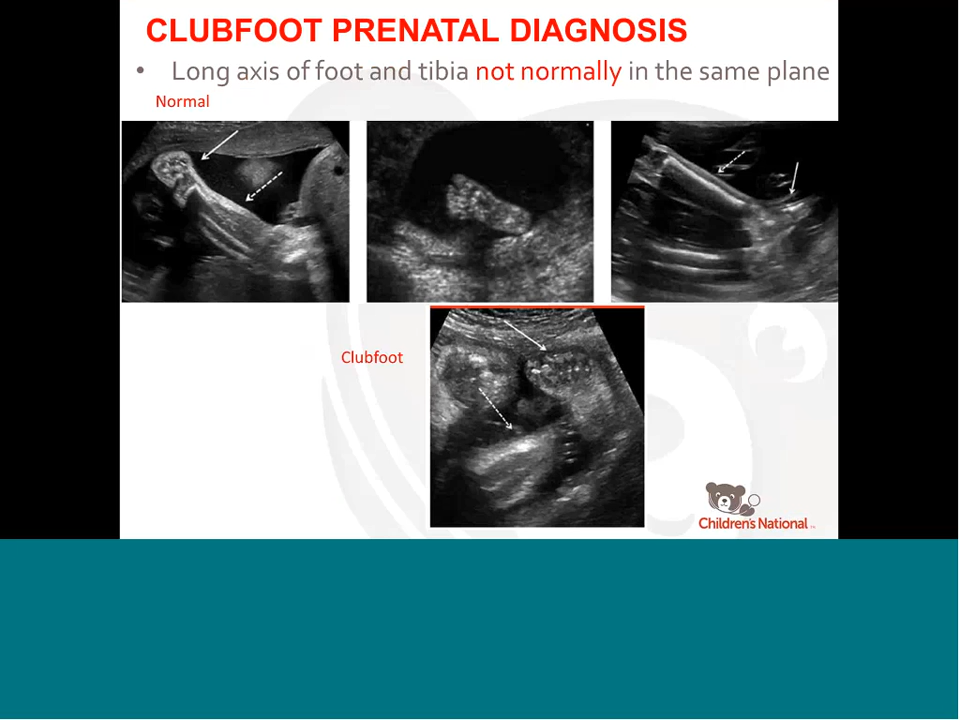 CLUBFOOT PRENATAL DIAGNOSIS
• Long axis of foot and tibia not normally in the same plane
Normal
Clubfoot
Children's National